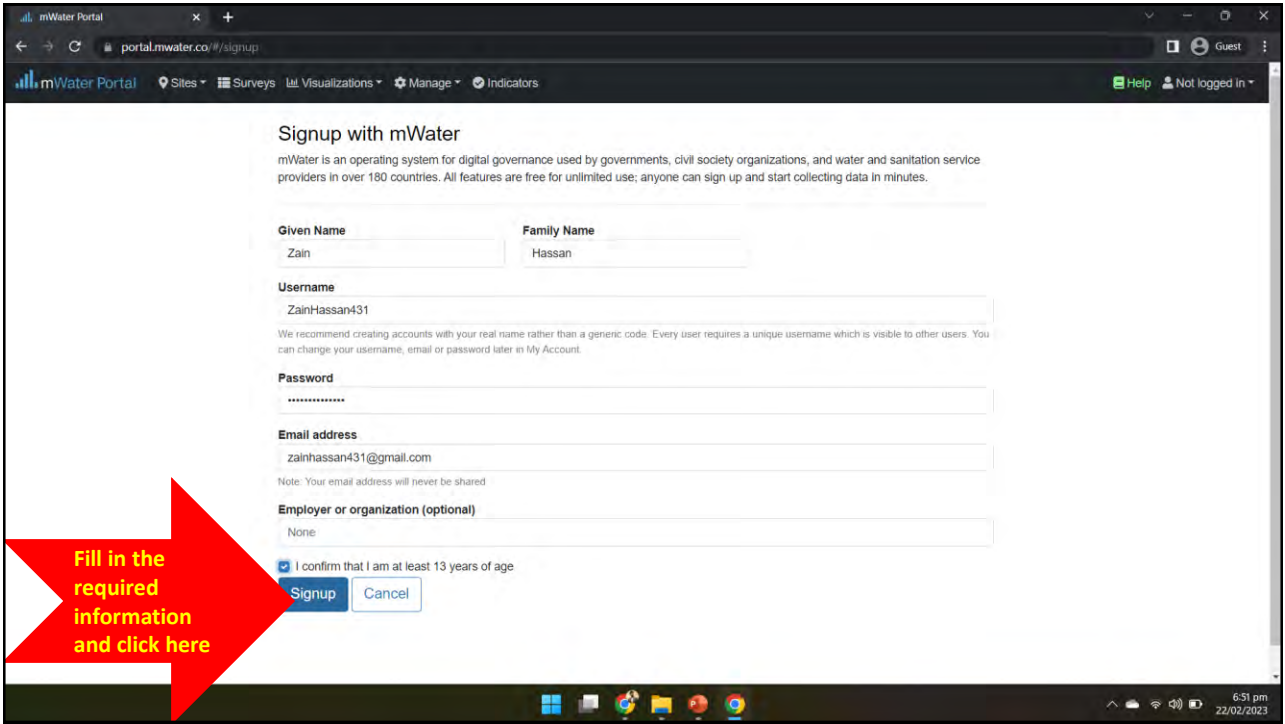 mWater Portal
portal.mwater.co/#/signup
Guest
mWater Portal Sites Surveys Visualizations Manage Indicators Help Not logged in
Signup with mWater
mWater is an operating system for digital governance used by governments, civil society organizations, and water and sanitation service
providers in over 180 countries. All features are free for unlimited use; anyone can sign up and start collecting data in minutes.
Given Name Family Name
Zain Hassan
Username
ZainHassan431
We recommend creating accounts with your real name rather than a generic code. Every user requires a unique username which is visible to other users. You
can change your username, email or password later in My Account.
Password
••••••••••••••
Email address
zainhassan431@gmail.com
Note: Your email address will never be shared
Employer or organization (optional)
None
I confirm that I am at least 13 years of age
Signup Cancel
Fill in the
required
information
and click here
6:51 pm
22/02/2023